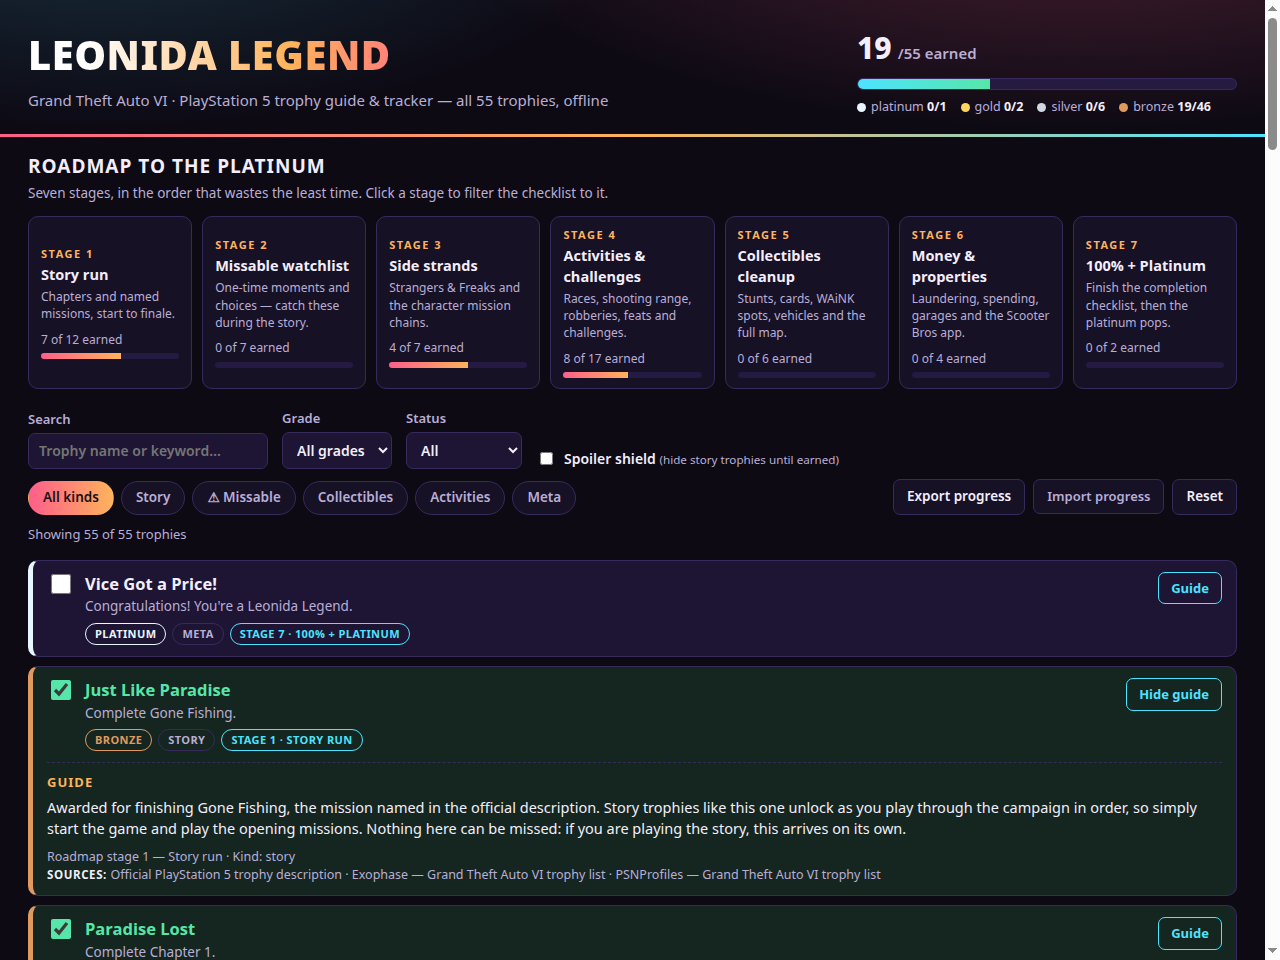 LEONIDA LEGEND
Grand Theft Auto VI · PlayStation 5 trophy guide & tracker — all 55 trophies, offline
19 /55 earned
platinum 0/1 gold 0/2 silver 0/6 bronze 19/46
ROADMAP TO THE PLATINUM
Seven stages, in the order that wastes the least time. Click a stage to filter the checklist to it.
STAGE 1
Story run
Chapters and named
missions, start to finale.
7 of 12 earned
STAGE 2
Missable watchlist
One-time moments and
choices — catch these
during the story.
0 of 7 earned
STAGE 3
Side strands
Strangers & Freaks and
the character mission
chains.
4 of 7 earned
STAGE 4
Activities &
challenges
Races, shooting range,
robberies, feats and
challenges.
8 of 17 earned
STAGE 5
Collectibles
cleanup
Stunts, cards, WAiNK
spots, vehicles and the
full map.
0 of 6 earned
STAGE 6
Money &
properties
Laundering, spending,
garages and the Scooter
Bros app.
0 of 4 earned
STAGE 7
100% + Platinum
Finish the completion
checklist, then the
platinum pops.
0 of 2 earned
Search
Trophy name or keyword...
Grade
All grades
Status
All
Spoiler shield (hide story trophies until earned)
All kinds
Story
⚠ Missable
Collectibles
Activities
Meta
Export progress
Import progress
Reset
Showing 55 of 55 trophies
Vice Got a Price!
Congratulations! You're a Leonida Legend.
PLATINUM
META
STAGE 7 · 100% + PLATINUM
Guide
Just Like Paradise
Complete Gone Fishing.
BRONZE
STORY
STAGE 1 · STORY RUN
Hide guide
GUIDE
Awarded for finishing Gone Fishing, the mission named in the official description. Story trophies like this one unlock as you play through the campaign in order, so simply
start the game and play the opening missions. Nothing here can be missed: if you are playing the story, this arrives on its own.
Roadmap stage 1 — Story run · Kind: story
SOURCES: Official PlayStation 5 trophy description · Exophase — Grand Theft Auto VI trophy list · PSNProfiles — Grand Theft Auto VI trophy list
Paradise Lost
Complete Chapter 1.
Guide